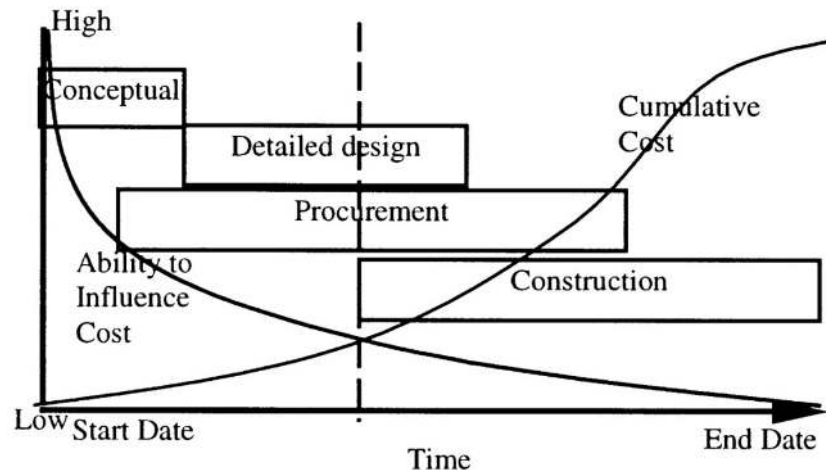 High
Conceptual
Cumulative
Cost
Detailed design
Procurement
Ability to
Influence
Cost
Construction
Low
Start Date
End Date
Time